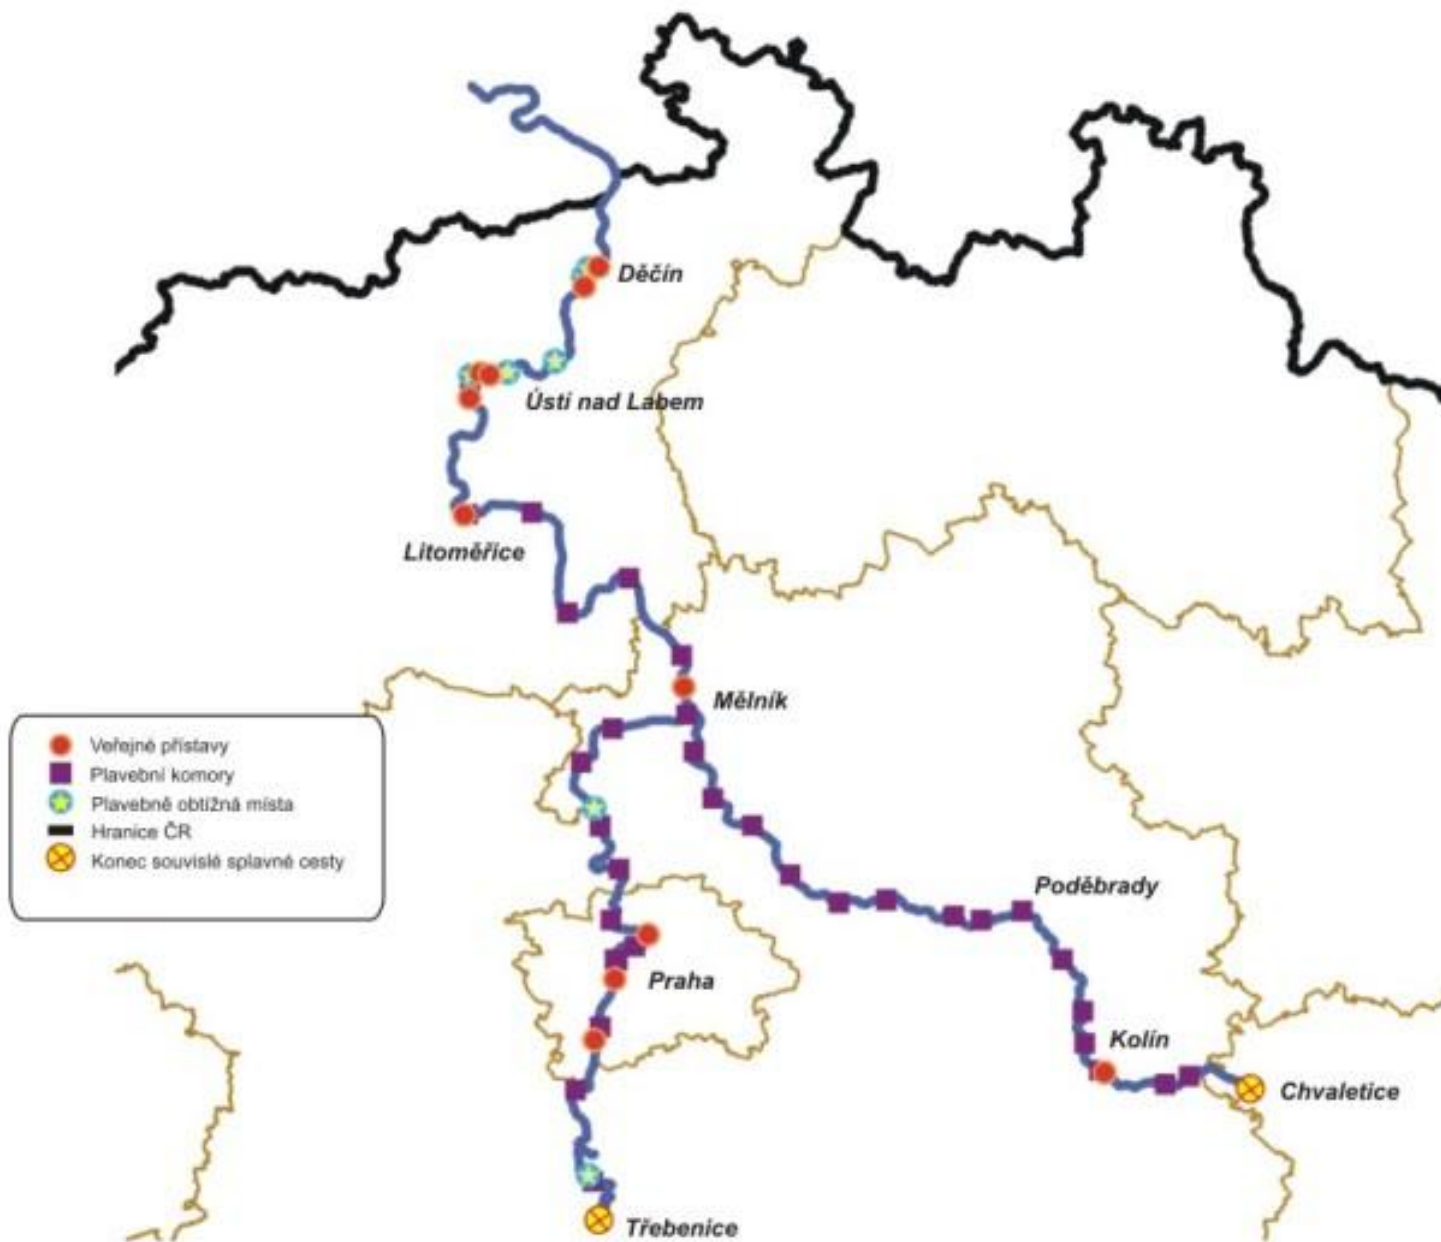 Děčín
Ústí nad Labem
Litoměřice
Mělník
Veřejné přístavy
Plavební komory
Plavebně obtížná místa
Hranice ČR
Konec souvislé splavné cesty
Poděbrady
Praha
Kolín
Chvaletice
Třebenice